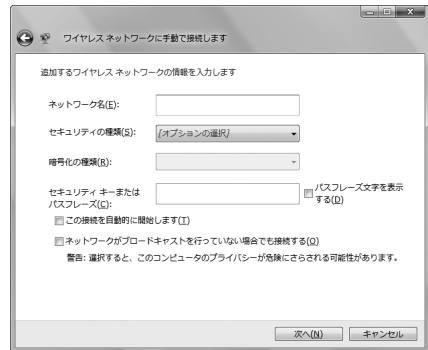 ワイヤレス ネットワークに手動で接続します
追加するワイヤレス ネットワークの情報を入力します
ネットワーク名(E):
セキュリティの種類(S):
[オプションの選択]
暗号化の種類(R):
セキュリティ キーまたは
パスフレーズ(C):
パスフレーズ文字を表示
する(D)
この接続を自動的に開始します(T)
ネットワークがブロードキャストを行っていない場合でも接続する(O)
警告: 選択すると、このコンピュータのプライバシーが危険にさらされる可能性があります。
次へ(N)
キャンセル